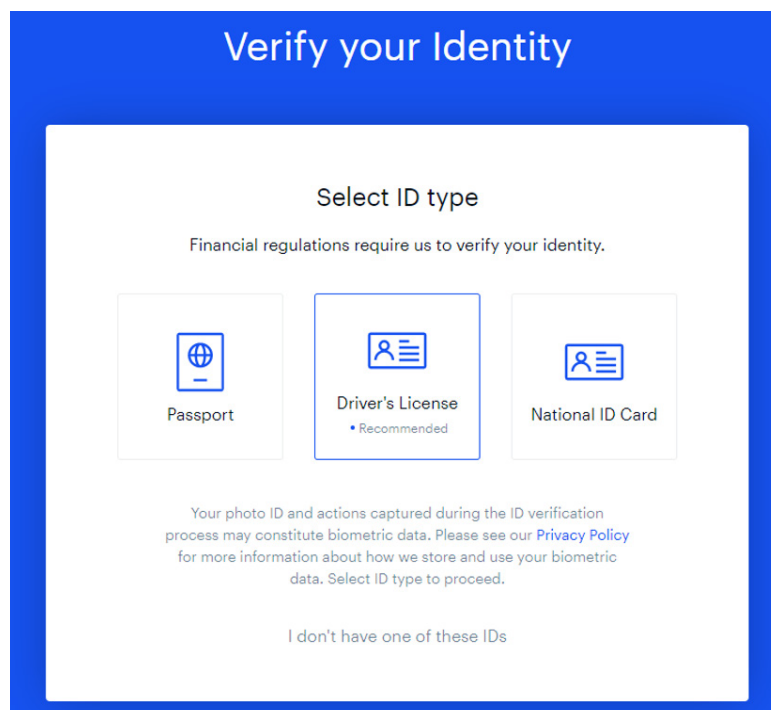 Verify your Identity
Select ID type
Financial regulations require us to verify your identity.
Passport
Driver's License
• Recommended
National ID Card
Your photo ID and actions captured during the ID verification
process may constitute biometric data. Please see our Privacy Policy
for more information about how we store and use your biometric
data. Select ID type to proceed.
I don't have one of these IDs